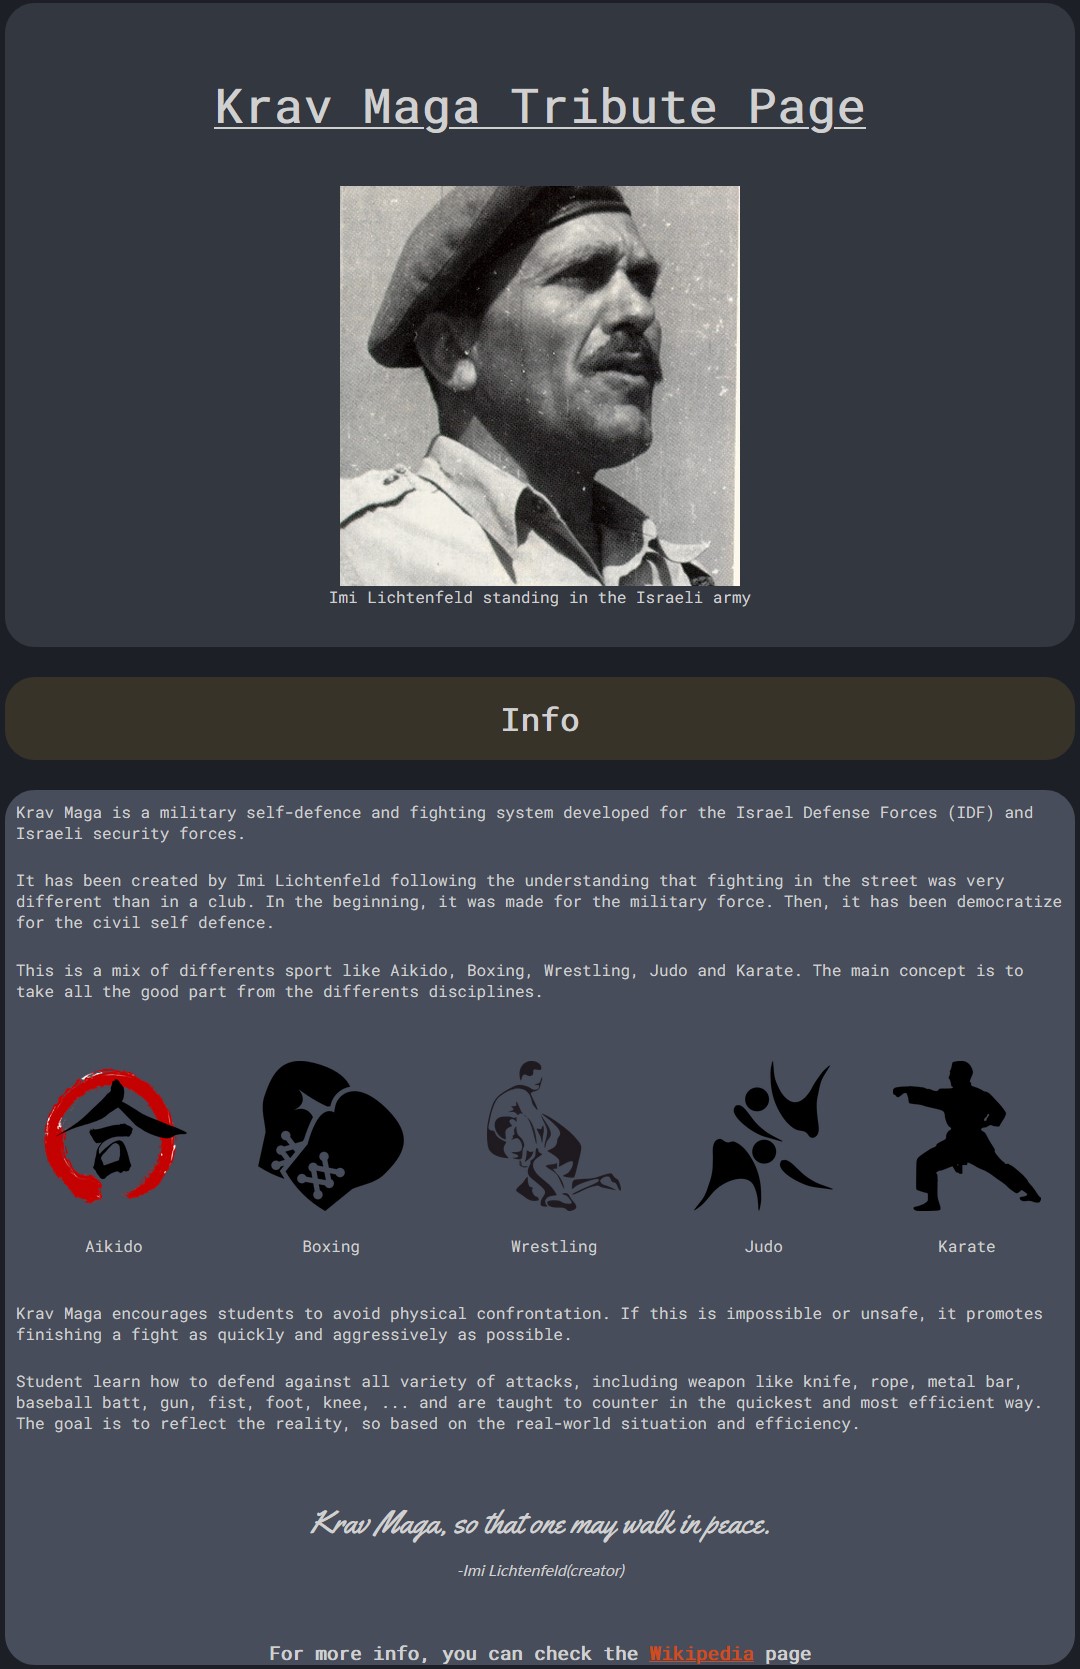 Krav Maga Tribute Page
Imi Lichtenfeld standing in the Israeli army
Info
Krav Maga is a military self-defence and fighting system developed for the Israel Defense Forces (IDF) and
Israeli security forces.
It has been created by Imi Lichtenfeld following the understanding that fighting in the street was very
different than in a club. In the beginning, it was made for the military force. Then, it has been democratize
for the civil self defence.
This is a mix of differents sport like Aikido, Boxing, Wrestling, Judo and Karate. The main concept is to
take all the good part from the differents disciplines.
合
Aikido Boxing Wrestling Judo Karate
Krav Maga encourages students to avoid physical confrontation. If this is impossible or unsafe, it promotes
finishing a fight as quickly and aggressively as possible.
Student learn how to defend against all variety of attacks, including weapon like knife, rope, metal bar,
baseball batt, gun, fist, foot, knee, ... and are taught to counter in the quickest and most efficient way.
The goal is to reflect the reality, so based on the real-world situation and efficiency.
Krav Maga, so that one may walk in peace.
-Imi Lichtenfeld(creator)
For more info, you can check the Wikipedia page